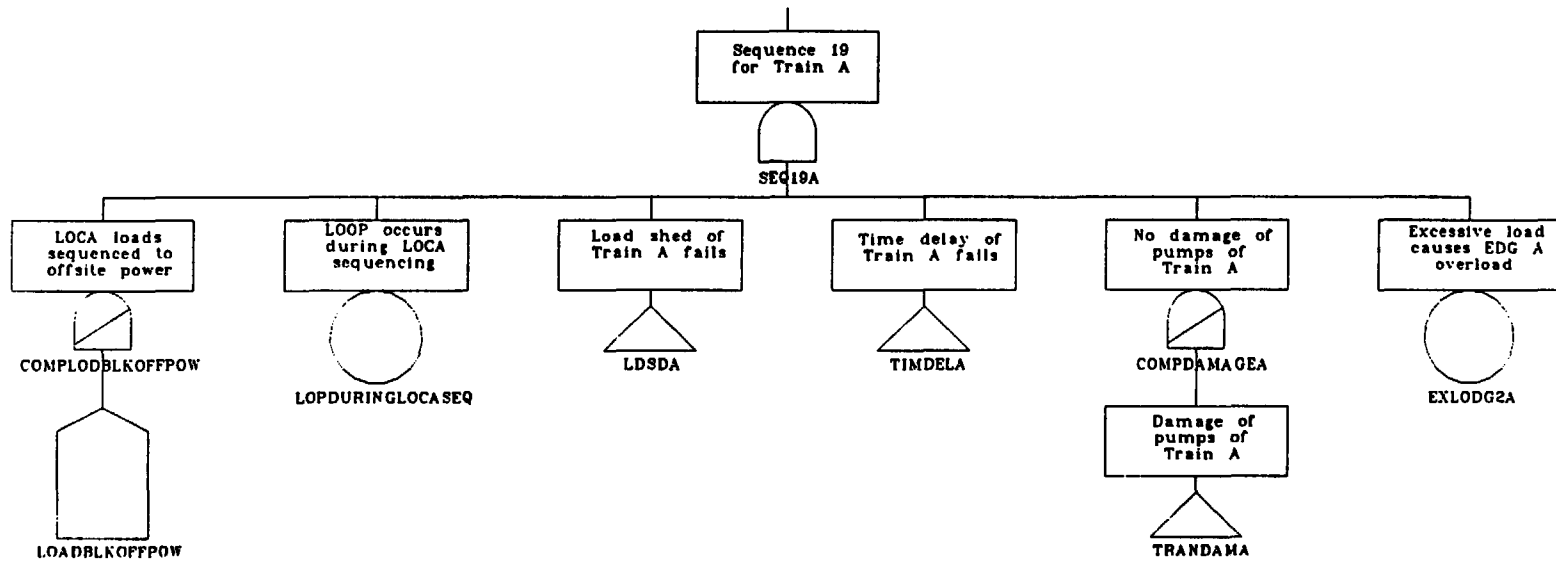 Sequence 19
for Train A
SEQ19A
LOCA loads
sequenced to
offsite power
COMPLODBLKOFFPOW
LOADBLKOFFPOW
LOOP occurs
during LOCA
sequencing
LOPDURINGLOCASEQ
Load shed of
Train A fails
LDSDA
Time delay of
Train A fails
TIMDELA
No damage of
pumps of
Train A
COMPDAMAGEA
Damage of
pumps of
Train A
TRANDAMA
Excessive load
causes EDG A
overload
EXLODG2A